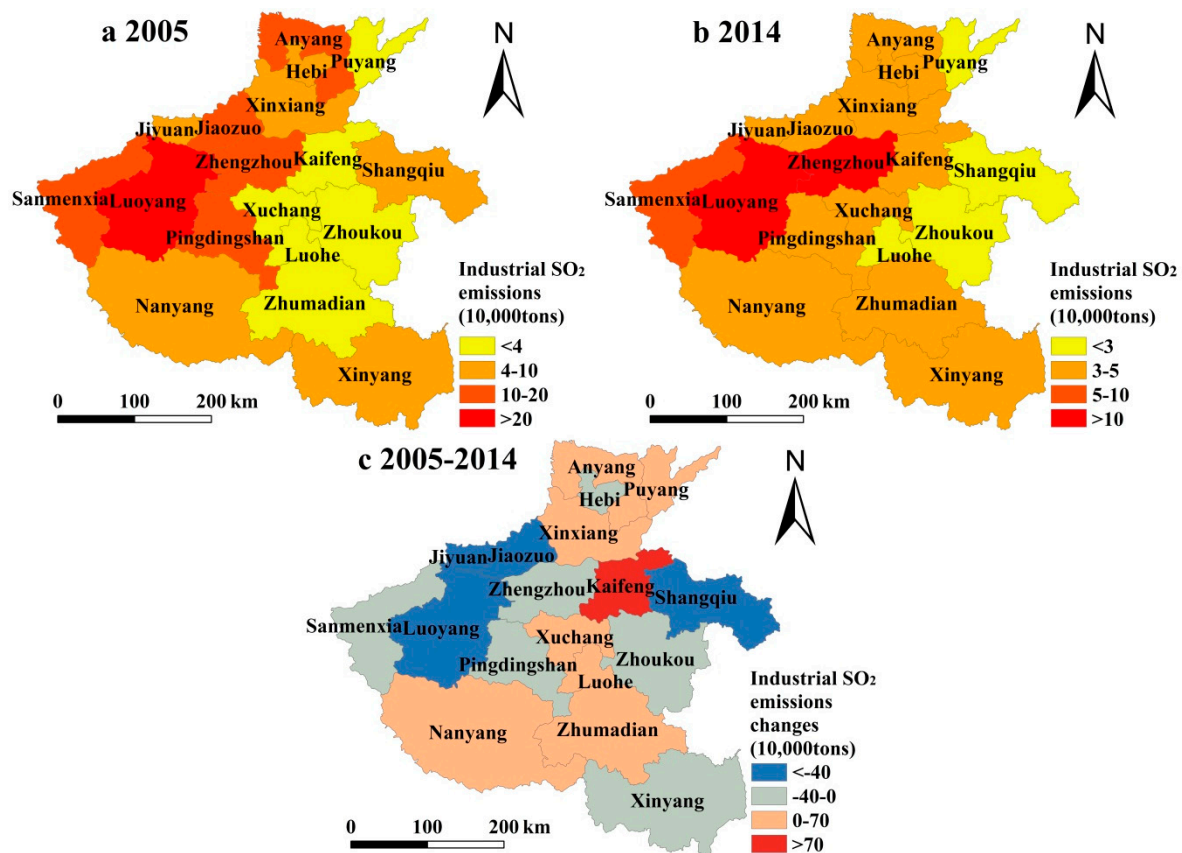 a 2005
N
Anyang
Puyang
Hebi
Xinxiang
Jiyuan
Jiaozuo
Zhengzhou
Kaifeng
Shangqiu
Sanmenxia
Luoyang
Xuchang
Zhoukou
Pingdingshan
Luohe
Nanyang
Zhumadian
Xinyang
Industrial SO2
emissions
(10,000tons)
<4
4-10
10-20
>20
0 100 200 km
b 2014
N
Anyang
Puyang
Hebi
Xinxiang
Jiyuan
Jiaozuo
Zhengzhou
Kaifeng
Shangqiu
Sanmenxia
Luoyang
Xuchang
Zhoukou
Pingdingshan
Luohe
Nanyang
Zhumadian
Xinyang
Industrial SO2
emissions
(10,000tons)
<3
3-5
5-10
>10
0 100 200 km
c 2005-2014
N
Anyang
Puyang
Hebi
Xinxiang
Jiyuan
Jiaozuo
Zhengzhou
Kaifeng
Shangqiu
Sanmenxia
Luoyang
Xuchang
Zhoukou
Pingdingshan
Luohe
Nanyang
Zhumadian
Xinyang
Industrial SO2
emissions
changes
(10,000tons)
<-40
-40-0
0-70
>70
0 100 200 km